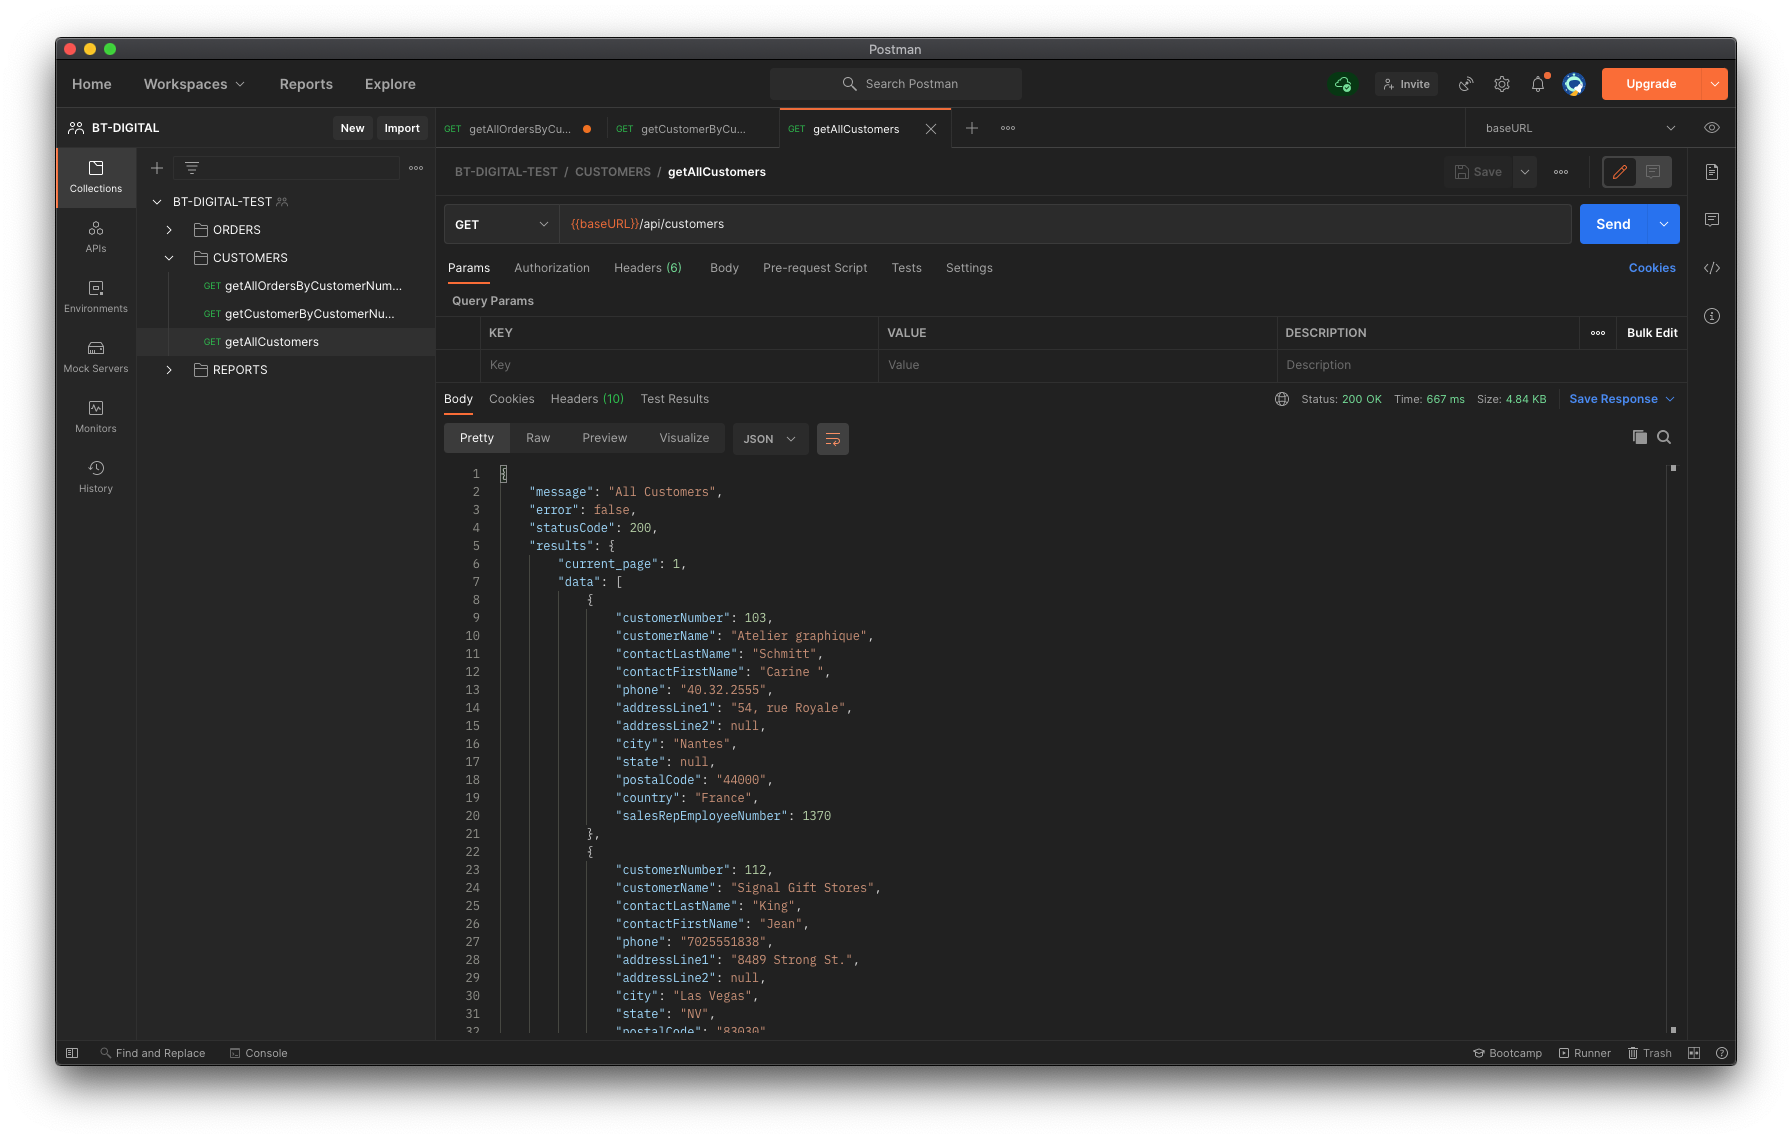 Postman
Home Workspaces Reports Explore Search Postman Invite Upgrade
BT-DIGITAL New Import GET getAllOrdersByCu... GET getCustomerByCu... GET getAllCustomers baseURL
Collections
APIs
Environments
Mock Servers
Monitors
History
BT-DIGITAL-TEST
ORDERS
CUSTOMERS
GET getAllOrdersByCustomerNum...
GET getCustomerByCustomerNu...
GET getAllCustomers
REPORTS
BT-DIGITAL-TEST / CUSTOMERS / getAllCustomers Save
GET {{baseURL}}/api/customers Send
Params Authorization Headers (6) Body Pre-request Script Tests Settings Cookies
Query Params
KEY VALUE DESCRIPTION Bulk Edit
Key Value Description
Body Cookies Headers (10) Test Results Status: 200 OK Time: 667 ms Size: 4.84 KB Save Response
Pretty Raw Preview Visualize JSON
1 {
2 "message": "All Customers",
3 "error": false,
4 "statusCode": 200,
5 "results": {
6 "current_page": 1,
7 "data": [
8 {
9 "customerNumber": 103,
10 "customerName": "Atelier graphique",
11 "contactLastName": "Schmitt",
12 "contactFirstName": "Carine ",
13 "phone": "40.32.2555",
14 "addressLine1": "54, rue Royale",
15 "addressLine2": null,
16 "city": "Nantes",
17 "state": null,
18 "postalCode": "44000",
19 "country": "France",
20 "salesRepEmployeeNumber": 1370
21 },
22 {
23 "customerNumber": 112,
24 "customerName": "Signal Gift Stores",
25 "contactLastName": "King",
26 "contactFirstName": "Jean",
27 "phone": "7025551838",
28 "addressLine1": "8489 Strong St.",
29 "addressLine2": null,
30 "city": "Las Vegas",
31 "state": "NV",
32 "postalCode": "83030"
Find and Replace Console Bootcamp Runner Trash